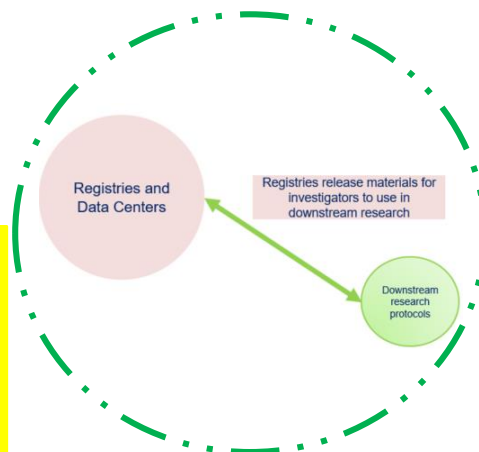 Registries and
Data Centers
Registries release materials for
investigators to use in
downstream research
Downstream
research
protocols